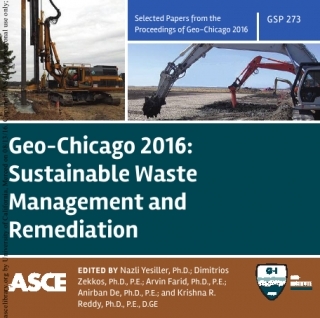 Selected Papers from the
Proceedings of Geo-Chicago 2016
GSP 273
Geo-Chicago 2016:
Sustainable Waste
Management and
Remediation
ASCE
EDITED BY Nazli Yesiller, Ph.D.; Dimitrios
Zekkos, Ph.D., P.E.; Arvin Farid, Ph.D., P.E.;
Anirban De, Ph.D., P.E.; and Krishna R.
Reddy, Ph.D., P.E., D.GE
G-I